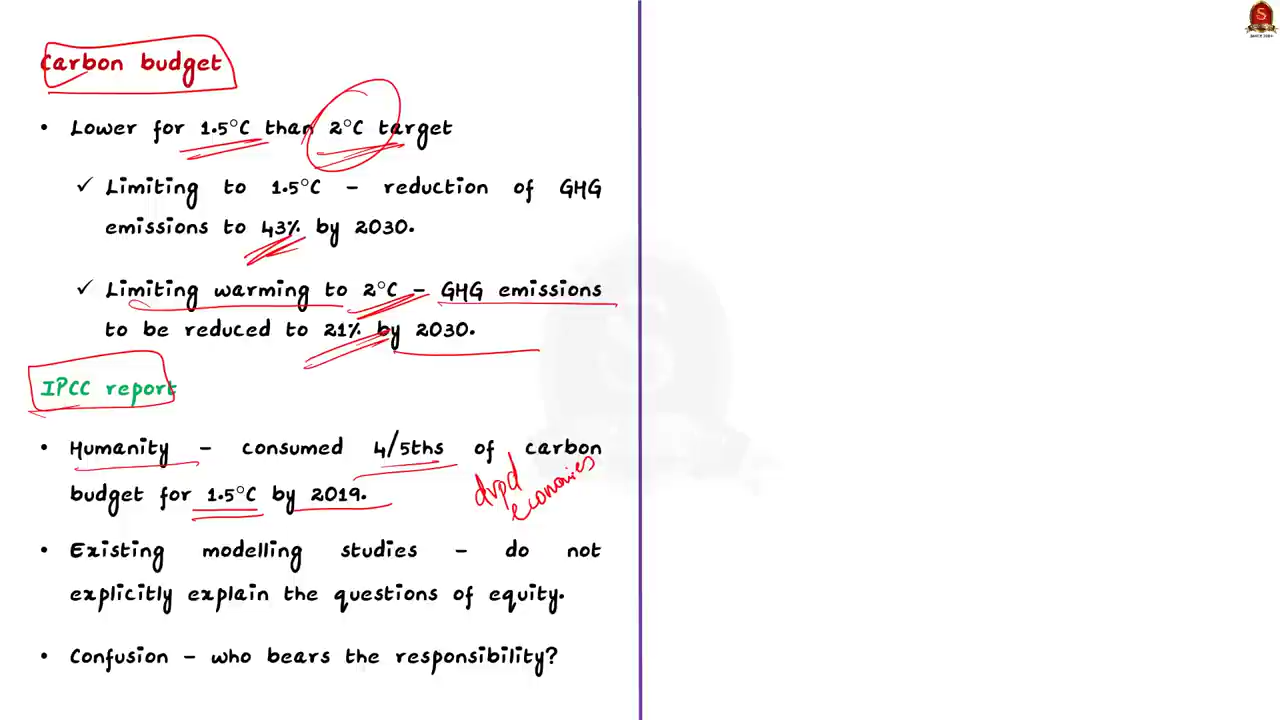 Carbon budget
• Lower for 1.5°C than 2°C target
✓ Limiting to 1.5°C – reduction of GHG
emissions to 43% by 2030.
✓ Limiting warming to 2°C – GHG emissions
to be reduced to 21% by 2030.
IPCC report
• Humanity – consumed 4/5ths of carbon
budget for 1.5°C by 2019.
dvpd
economies
• Existing modelling studies – do not
explicitly explain the questions of equity.
• Confusion – who bears the responsibility?